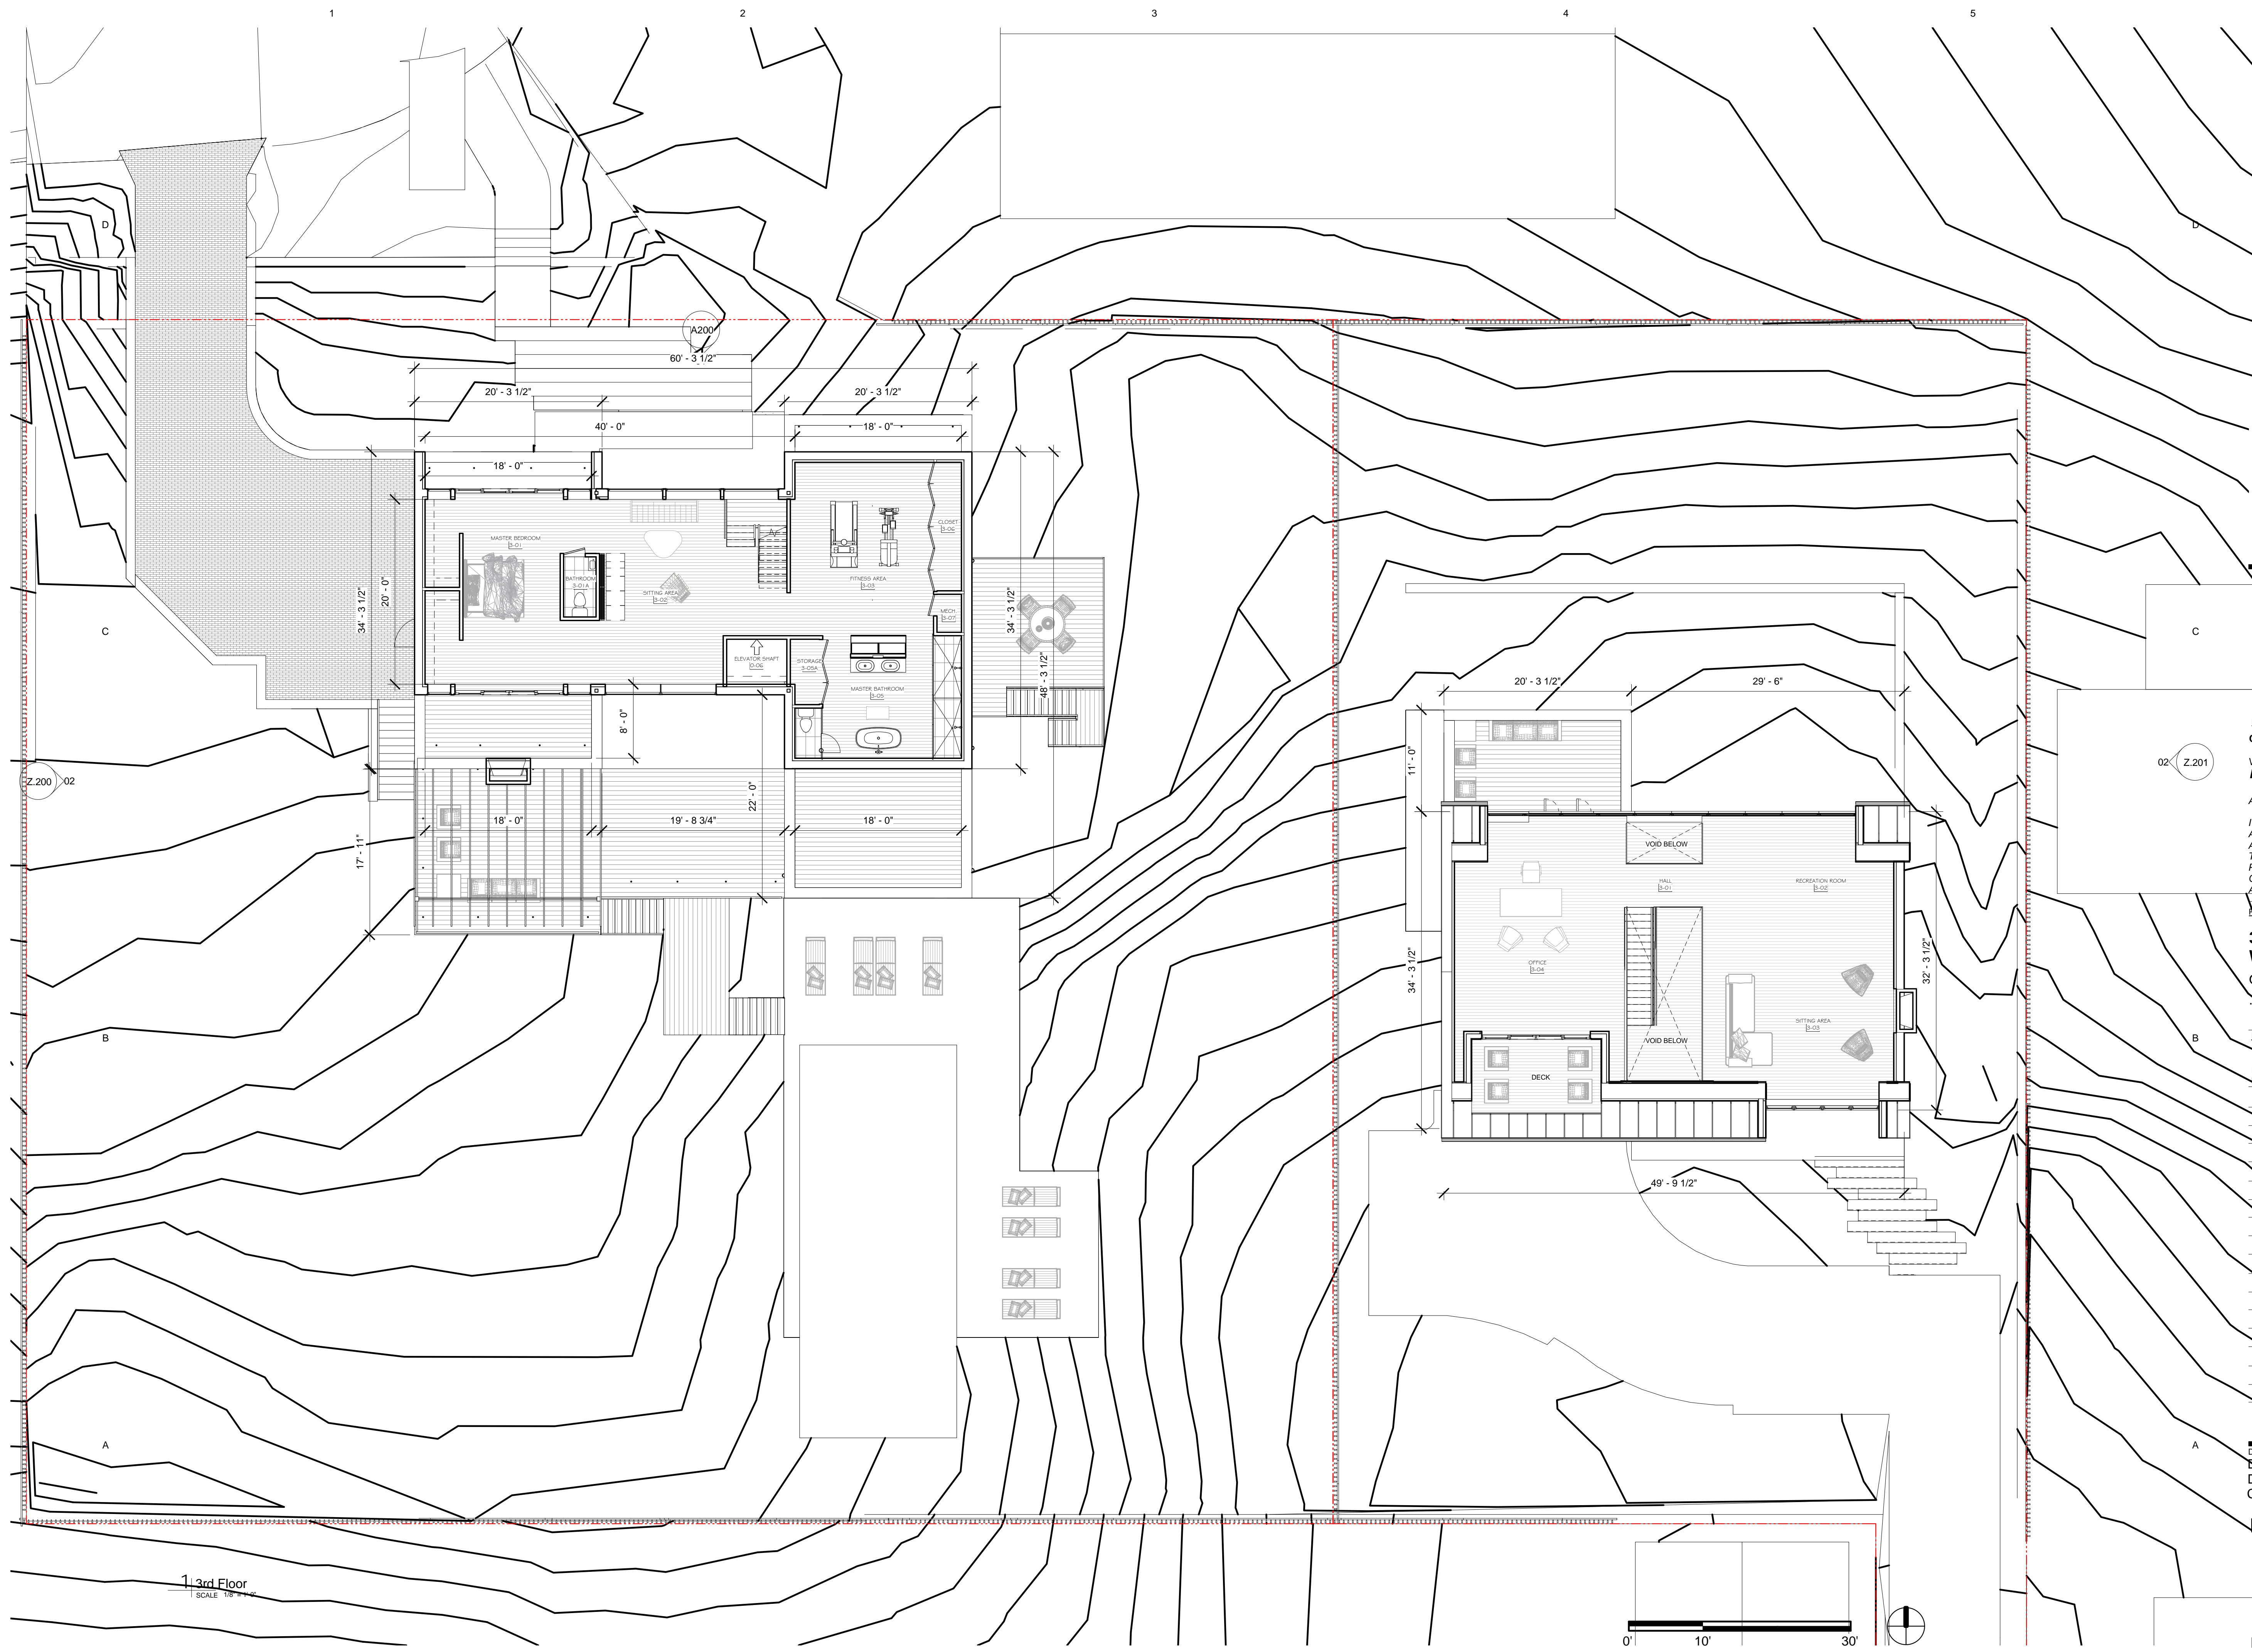 1 2 3 4 5
D D
A200
60' - 3 1/2"
20' - 3 1/2" 20' - 3 1/2"
40' - 0" 18' - 0"
18' - 0"
CLOSET
3-06
MASTER BEDROOM
3-01
BATHROOM
3-01A
FITNESS AREA
3-03
20' - 0"
SITTING AREA
3-02
34' - 3 1/2"
34' - 3 1/2"
MECH.
3-07
C C
ELEVATOR SHAFT
0-06
STORAGE
3-05A
48' - 3 1/2"
MASTER BATHROOM
3-05
20' - 3 1/2" 29' - 6"
8' - 0"
11' - 0"
Z.200 02
02 Z.201
22' - 0"
18' - 0" 19' - 8 3/4" 18' - 0"
17' - 11"
VOID BELOW
HALL
3-01
RECREATION ROOM
3-02
OFFICE
3-04
34' - 3 1/2"
32' - 3 1/2"
SITTING AREA
3-03
B B
VOID BELOW
DECK
49' - 9 1/2"
A A
1 3rd Floor
SCALE 1/8" = 1'-0"
0' 10' 30'